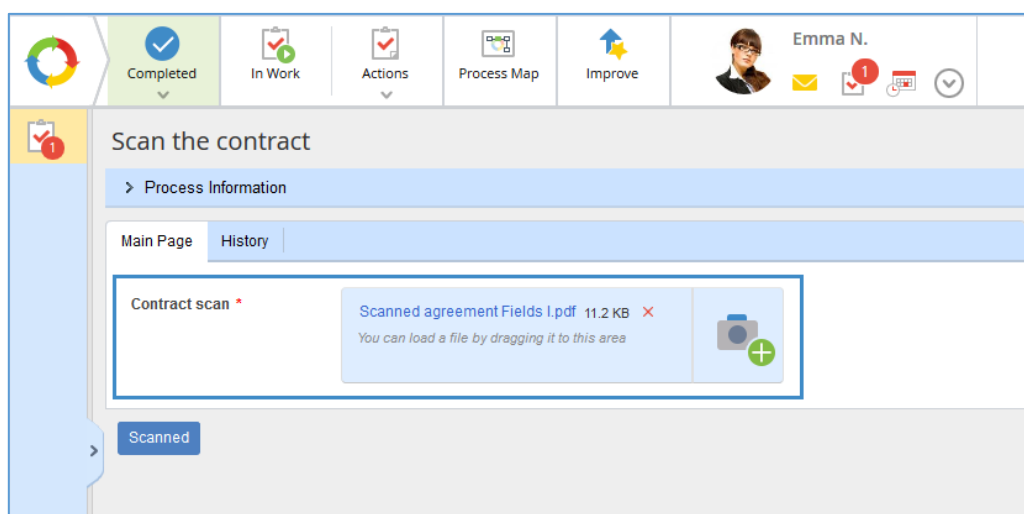 Completed
In Work
Actions
Process Map
Improve
Emma N.
1
1
Scan the contract
> Process Information
Main Page
History
Contract scan *
Scanned agreement Fields I.pdf 11.2 KB
You can load a file by dragging it to this area
Scanned